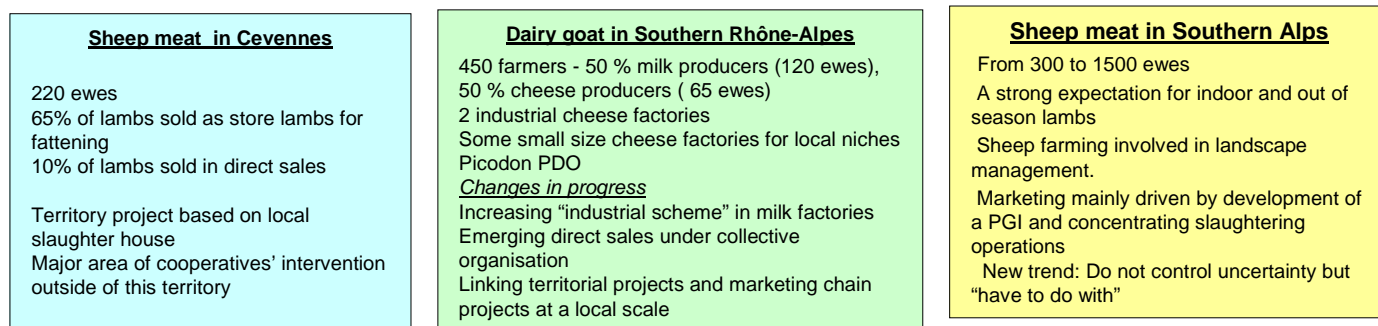 Sheep meat in Cevennes
220 ewes
65% of lambs sold as store lambs for
fattening
10% of lambs sold in direct sales
Territory project based on local
slaughter house
Major area of cooperatives' intervention
outside of this territory
Dairy goat in Southern Rhône-Alpes
450 farmers - 50 % milk producers (120 ewes),
50 % cheese producers ( 65 ewes)
2 industrial cheese factories
Some small size cheese factories for local niches
Picodon PDO
Changes in progress
Increasing “industrial scheme” in milk factories
Emerging direct sales under collective
organisation
Linking territorial projects and marketing chain
projects at a local scale
Sheep meat in Southern Alps
From 300 to 1500 ewes
A strong expectation for indoor and out of
season lambs
Sheep farming involved in landscape
management.
Marketing mainly driven by development of
a PGI and concentrating slaughtering
operations
New trend: Do not control uncertainty but
“have to do with”